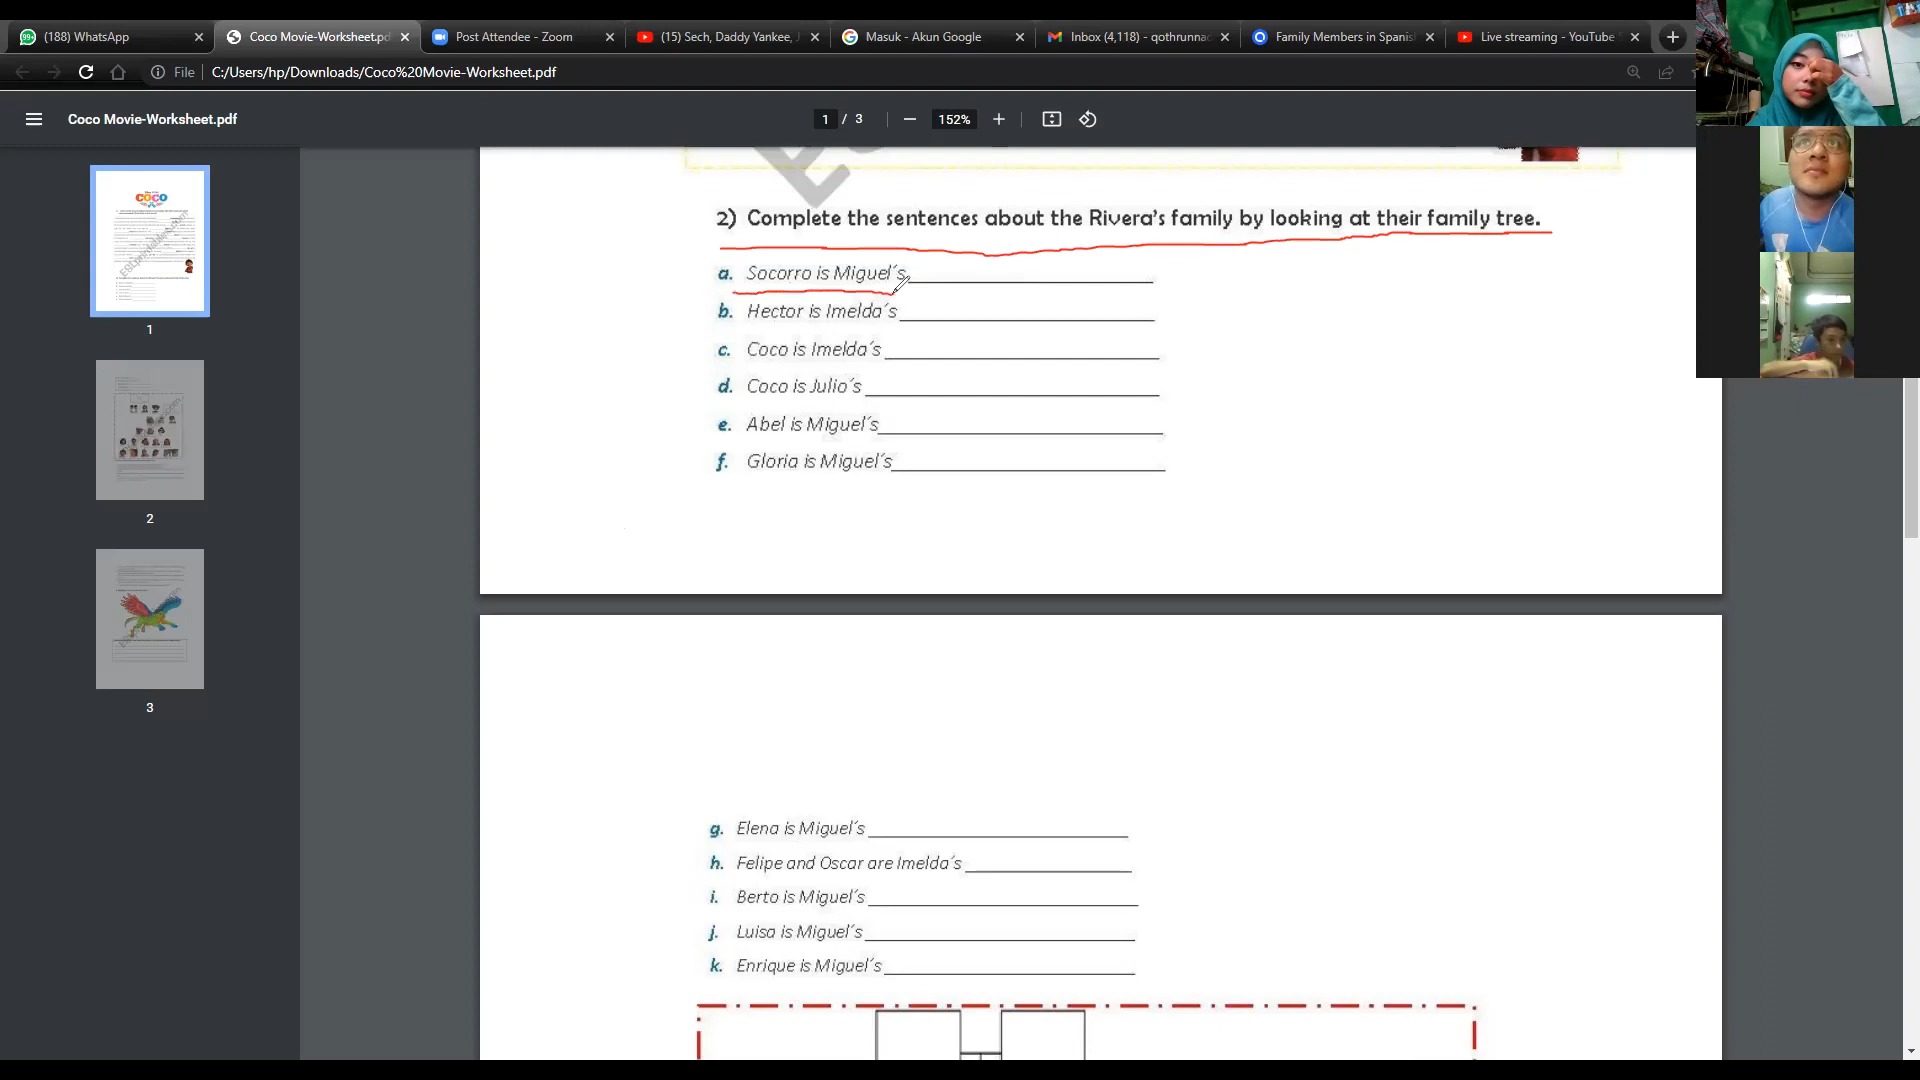 (188) WhatsApp
Coco Movie-Worksheet.pd
Post Attendee - Zoom
(15) Sech, Daddy Yankee, J
Masuk - Akun Google
Inbox (4,118) - qothrunnad
Family Members in Spanis
Live streaming - YouTube
File
C:/Users/hp/Downloads/Coco%20Movie-Worksheet.pdf
Coco Movie-Worksheet.pdf
1 / 3
152%
2) Complete the sentences about the Rivera's family by looking at their family tree.
a. Socorro is Miguel´s
b. Hector is Imelda´s
c. Coco is Imelda´s
d. Coco is Julio´s
e. Abel is Miguel´s
f. Gloria is Miguel´s
g. Elena is Miguel´s
h. Felipe and Oscar are Imelda´s
i. Berto is Miguel´s
j. Luisa is Miguel´s
k. Enrique is Miguel´s
COCO
1
2
3